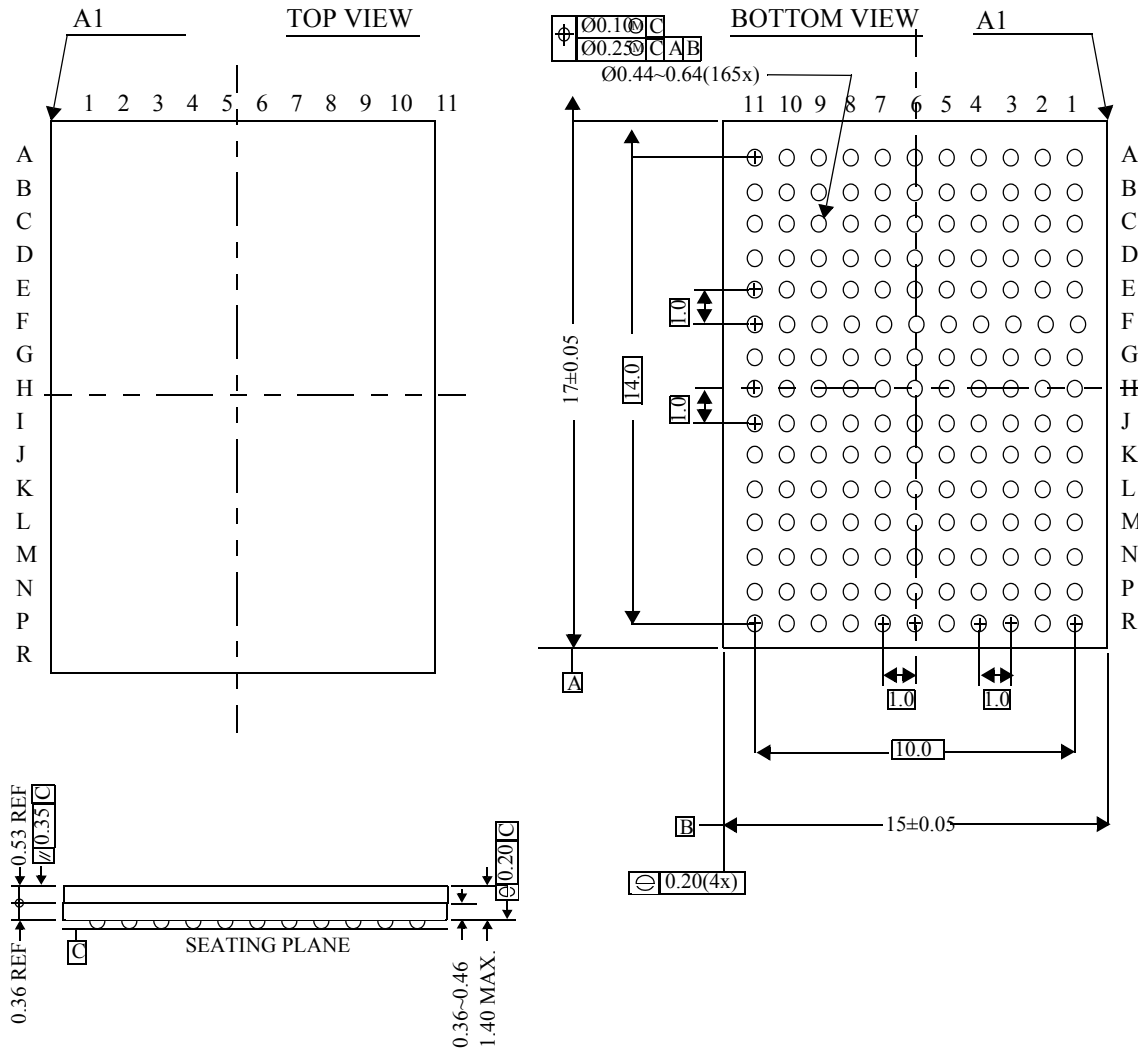 A1
TOP VIEW
1 2 3 4 5 6 7 8 9 10 11
A
B
C
D
E
F
G
H
I
J
K
L
M
N
P
R
Ø0.10Ⓜ C
Ø0.25Ⓜ C A B
BOTTOM VIEW
A1
Ø0.44~0.64(165x)
11 10 9 8 7 6 5 4 3 2 1
A
B
C
D
E
F
G
H
J
K
L
M
N
P
R
17±0.05
14.0
1.0
1.0
A
1.0
1.0
10.0
B
15±0.05
0.20(4x)
0.53 REF
// 0.35 C
0.20 C
C
SEATING PLANE
0.36 REF
0.36~0.46
1.40 MAX.